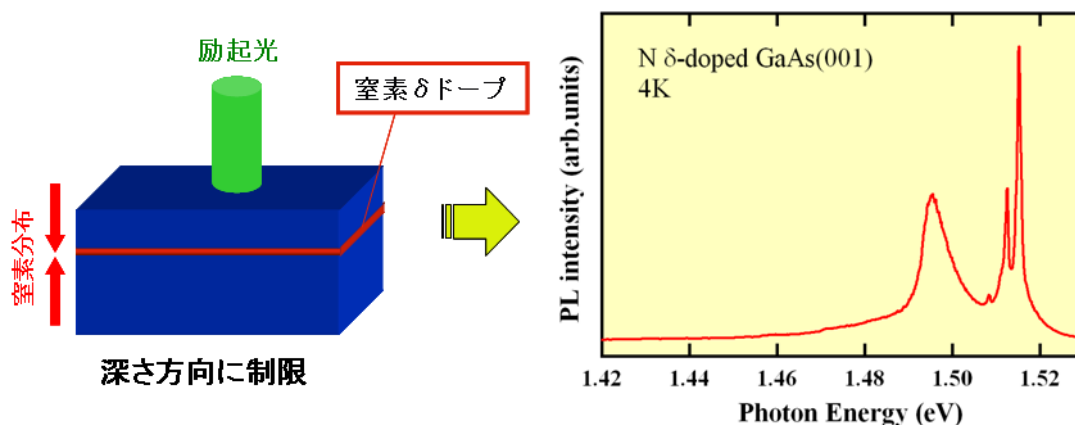 励起光
窒素δドープ
窒素分布
深さ方向に制限
N δ-doped GaAs(001)
4K
PL intensity (arb.units)
1.42 1.44 1.46 1.48 1.50 1.52
Photon Energy (eV)